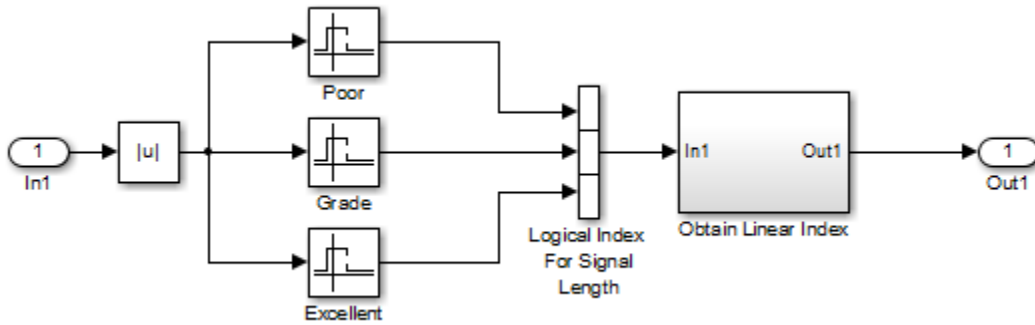 Poor
1
In1
|u|
Grade
In1
Out1
1
Out1
Obtain Linear Index
Logical Index
For Signal
Length
Excellent